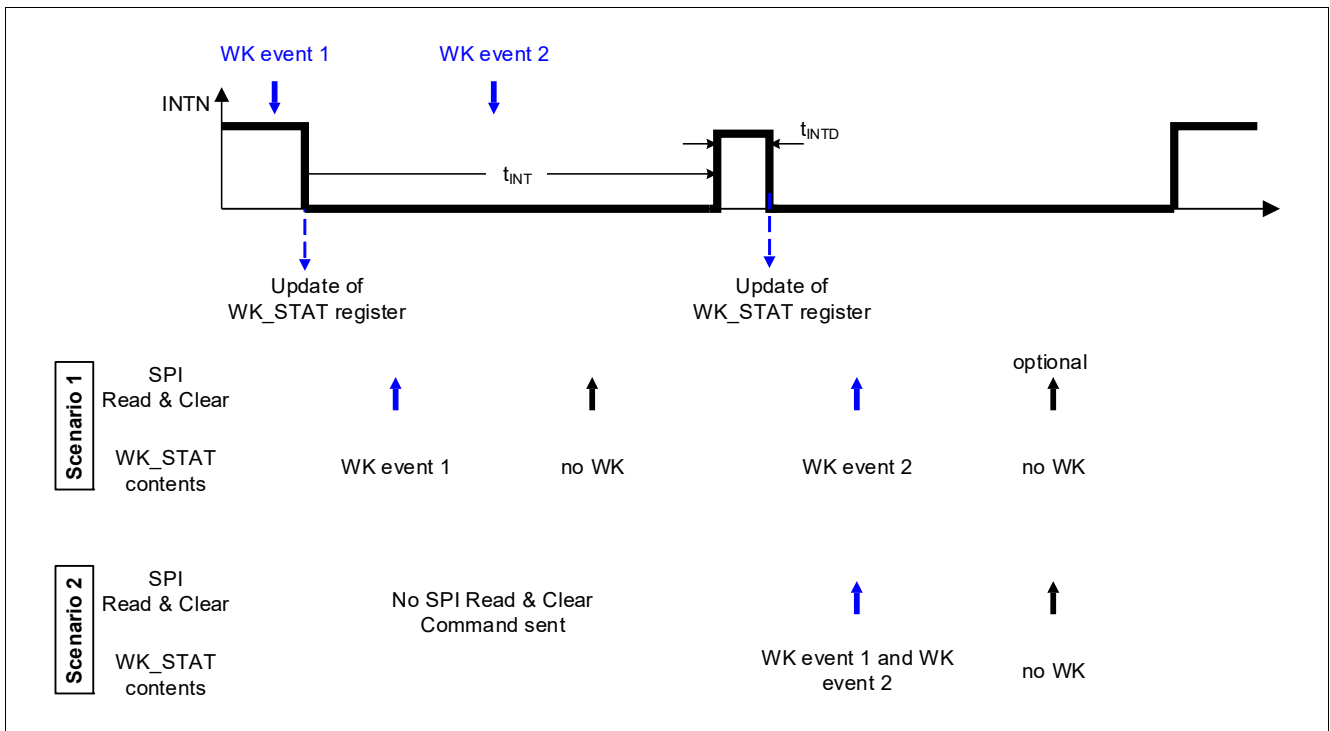 WK event 1
WK event 2
INTN
tINTD
tINT
Update of
WK_STAT register
Update of
WK_STAT register
Scenario 1
SPI
Read & Clear
optional
WK_STAT
contents
WK event 1
no WK
WK event 2
no WK
Scenario 2
SPI
Read & Clear
No SPI Read & Clear
Command sent
WK_STAT
contents
WK event 1 and WK
event 2
no WK